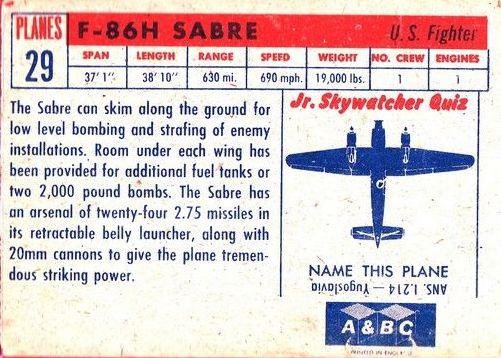 PLANES
29
F-86H SABRE
U.S. Fighter
SPAN LENGTH RANGE SPEED WEIGHT NO. CREW ENGINES
37' 1". 38' 10" 630 mi. 690 mph. 19,000 lbs. 1 1
The Sabre can skim along the ground for
low level bombing and strafing of enemy
installations. Room under each wing has
been provided for additional fuel tanks or
two 2,000 pound bombs. The Sabre has
an arsenal of twenty-four 2.75 missiles in
its retractable belly launcher, along with
20mm cannons to give the plane tremen-
dous striking power.
Jr. Skywatcher Quiz
C
NAME THIS PLANE
ANS. I.214 — Yugoslavia
A & BC
PRINTED IN ENGLAND